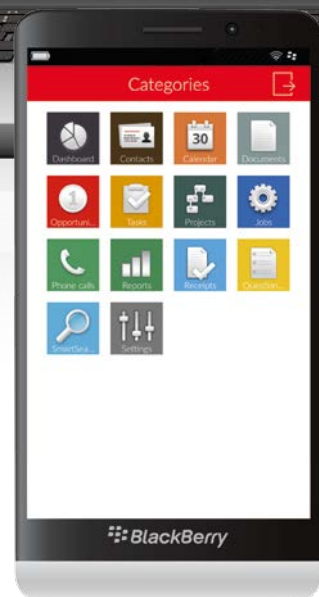 Categories
Dashboard Contacts Calendar Documents
30
Opportuni... Tasks Projects Jobs
1
Phone calls Reports Receipts Question...
SmartSea... Settings
BlackBerry